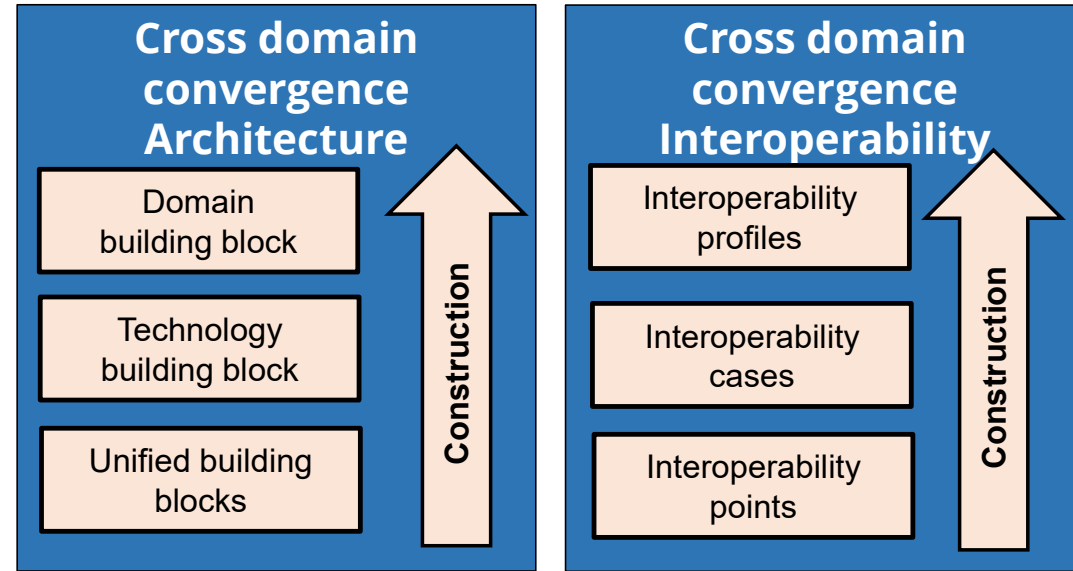 Cross domain
convergence
Architecture
Domain
building block
Technology
building block
Unified building
blocks
Construction
Cross domain
convergence
Interoperability
Interoperability
profiles
Interoperability
cases
Interoperability
points
Construction